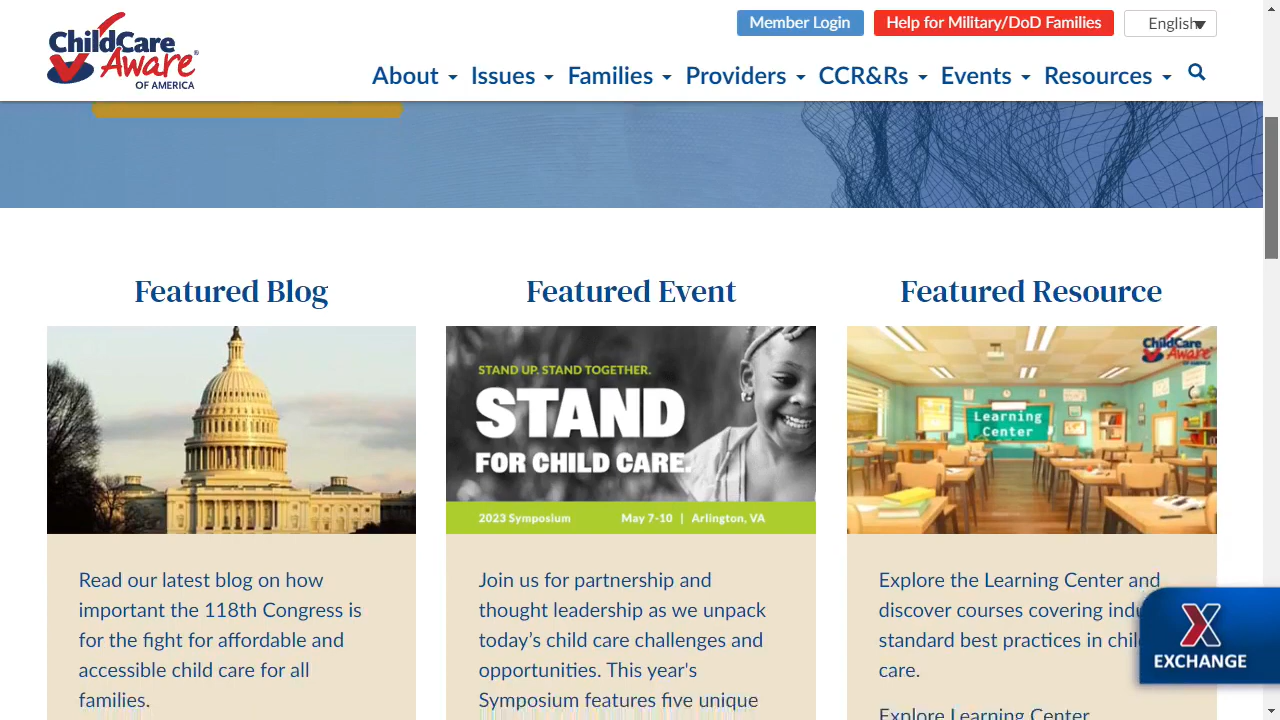 ChildCare
Aware
OF AMERICA
Member Login
Help for Military/DoD Families
English
About
Issues
Families
Providers
CCR&Rs
Events
Resources
Featured Blog
Read our latest blog on how
important the 118th Congress is
for the fight for affordable and
accessible child care for all
families.
Featured Event
STAND UP. STAND TOGETHER.
STAND
FOR CHILD CARE.
2023 Symposium May 7-10 | Arlington, VA
Join us for partnership and
thought leadership as we unpack
today’s child care challenges and
opportunities. This year's
Symposium features five unique
Featured Resource
ChildCare
Aware
OF AMERICA
Learning
Center
Explore the Learning Center and
discover courses covering
standard best practices in
care.
Explore Learning Center
X
EXCHANGE